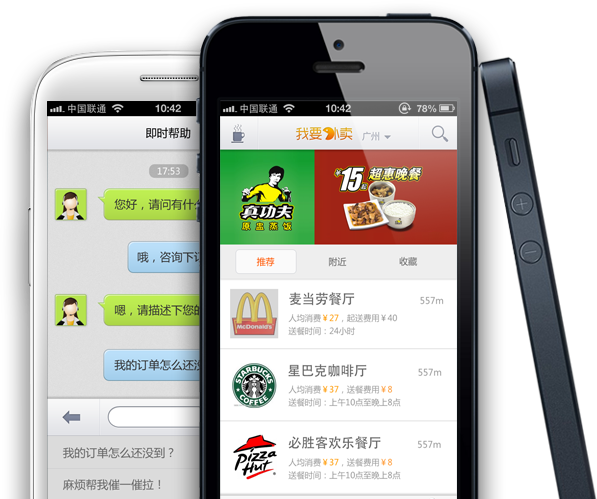 中国联通
10:42
即时帮助
17:53
您好，请问有什
哦，咨询下订
嗯，请描述下您的
我的订单怎么还没
我的订单怎么还没到？
麻烦帮我催一催拉！
中国联通
10:42
78%
我要外卖
广州
真功夫
原盅蒸饭
¥15起 超惠晚餐
推荐
附近
收藏
McDonald's
麦当劳餐厅
557m
人均消费 ¥ 27，起送费用 ¥ 40
送餐时间：24小时
STARBUCKS
COFFEE
星巴克咖啡厅
557m
人均消费 ¥ 37，送餐费用 ¥ 8
送餐时间：上午10点至晚上8点
Pizza
Hut
必胜客欢乐餐厅
557m
人均消费 ¥ 37，送餐费用 ¥ 8
送餐时间：上午10点至晚上8点